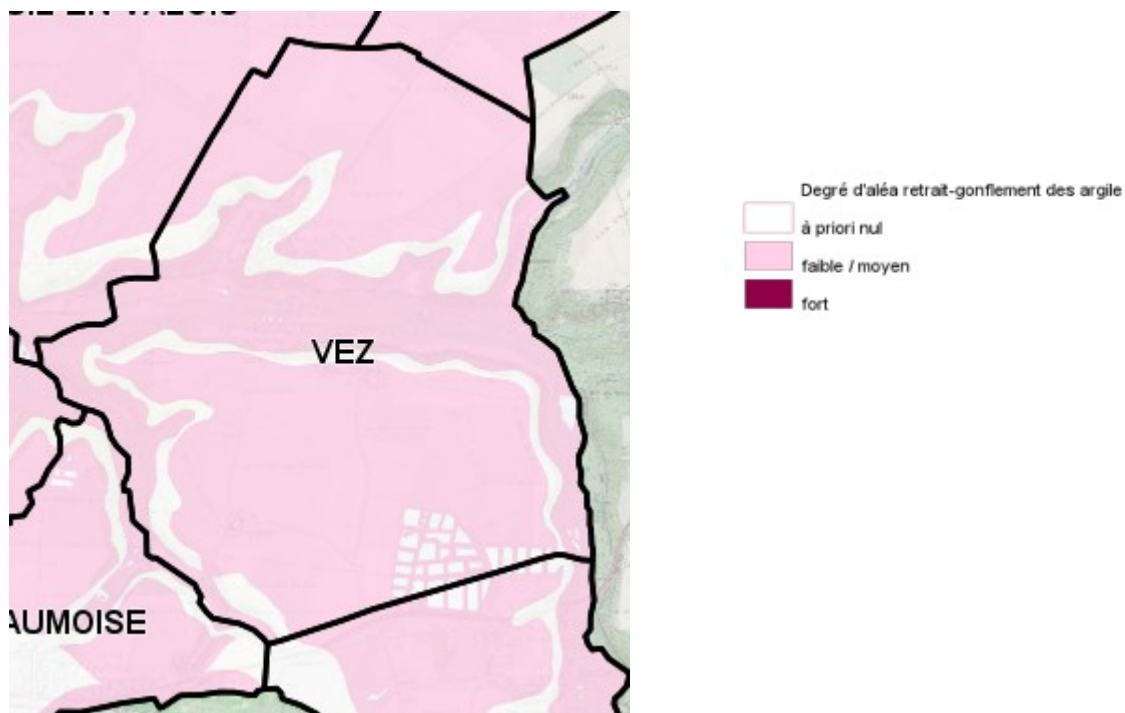 VEZ
AUMOISE
Degré d'aléa retrait-gonflement des argile
à priori nul
faible / moyen
fort